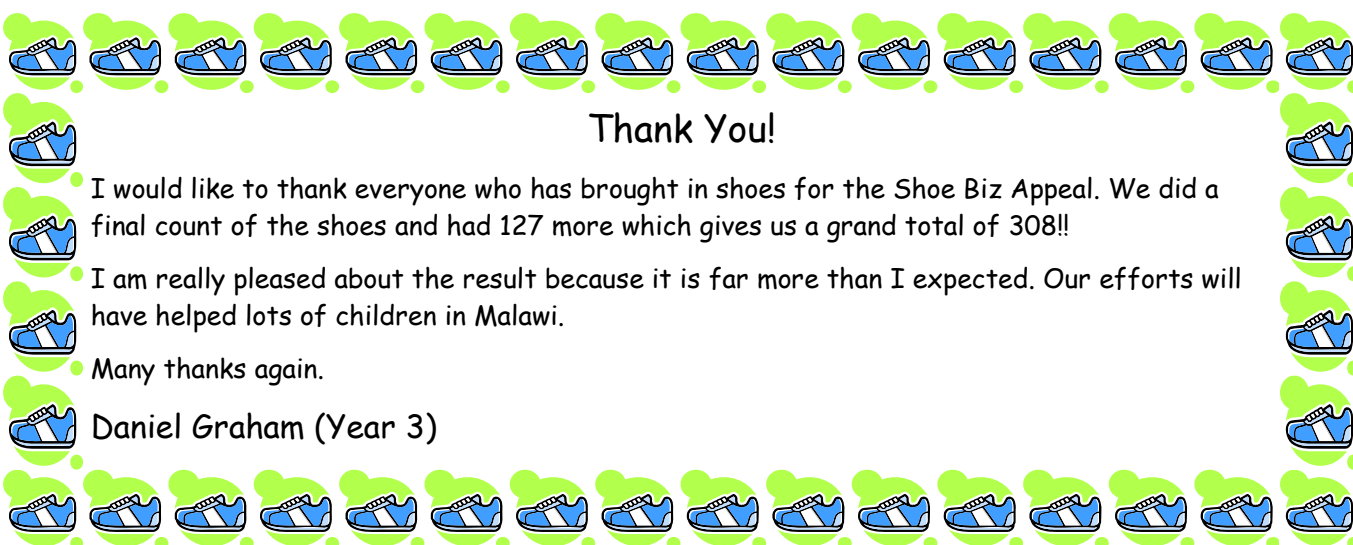 Thank You!
I would like to thank everyone who has brought in shoes for the Shoe Biz Appeal. We did a
final count of the shoes and had 127 more which gives us a grand total of 308!!
I am really pleased about the result because it is far more than I expected. Our efforts will
have helped lots of children in Malawi.
Many thanks again.
Daniel Graham (Year 3)